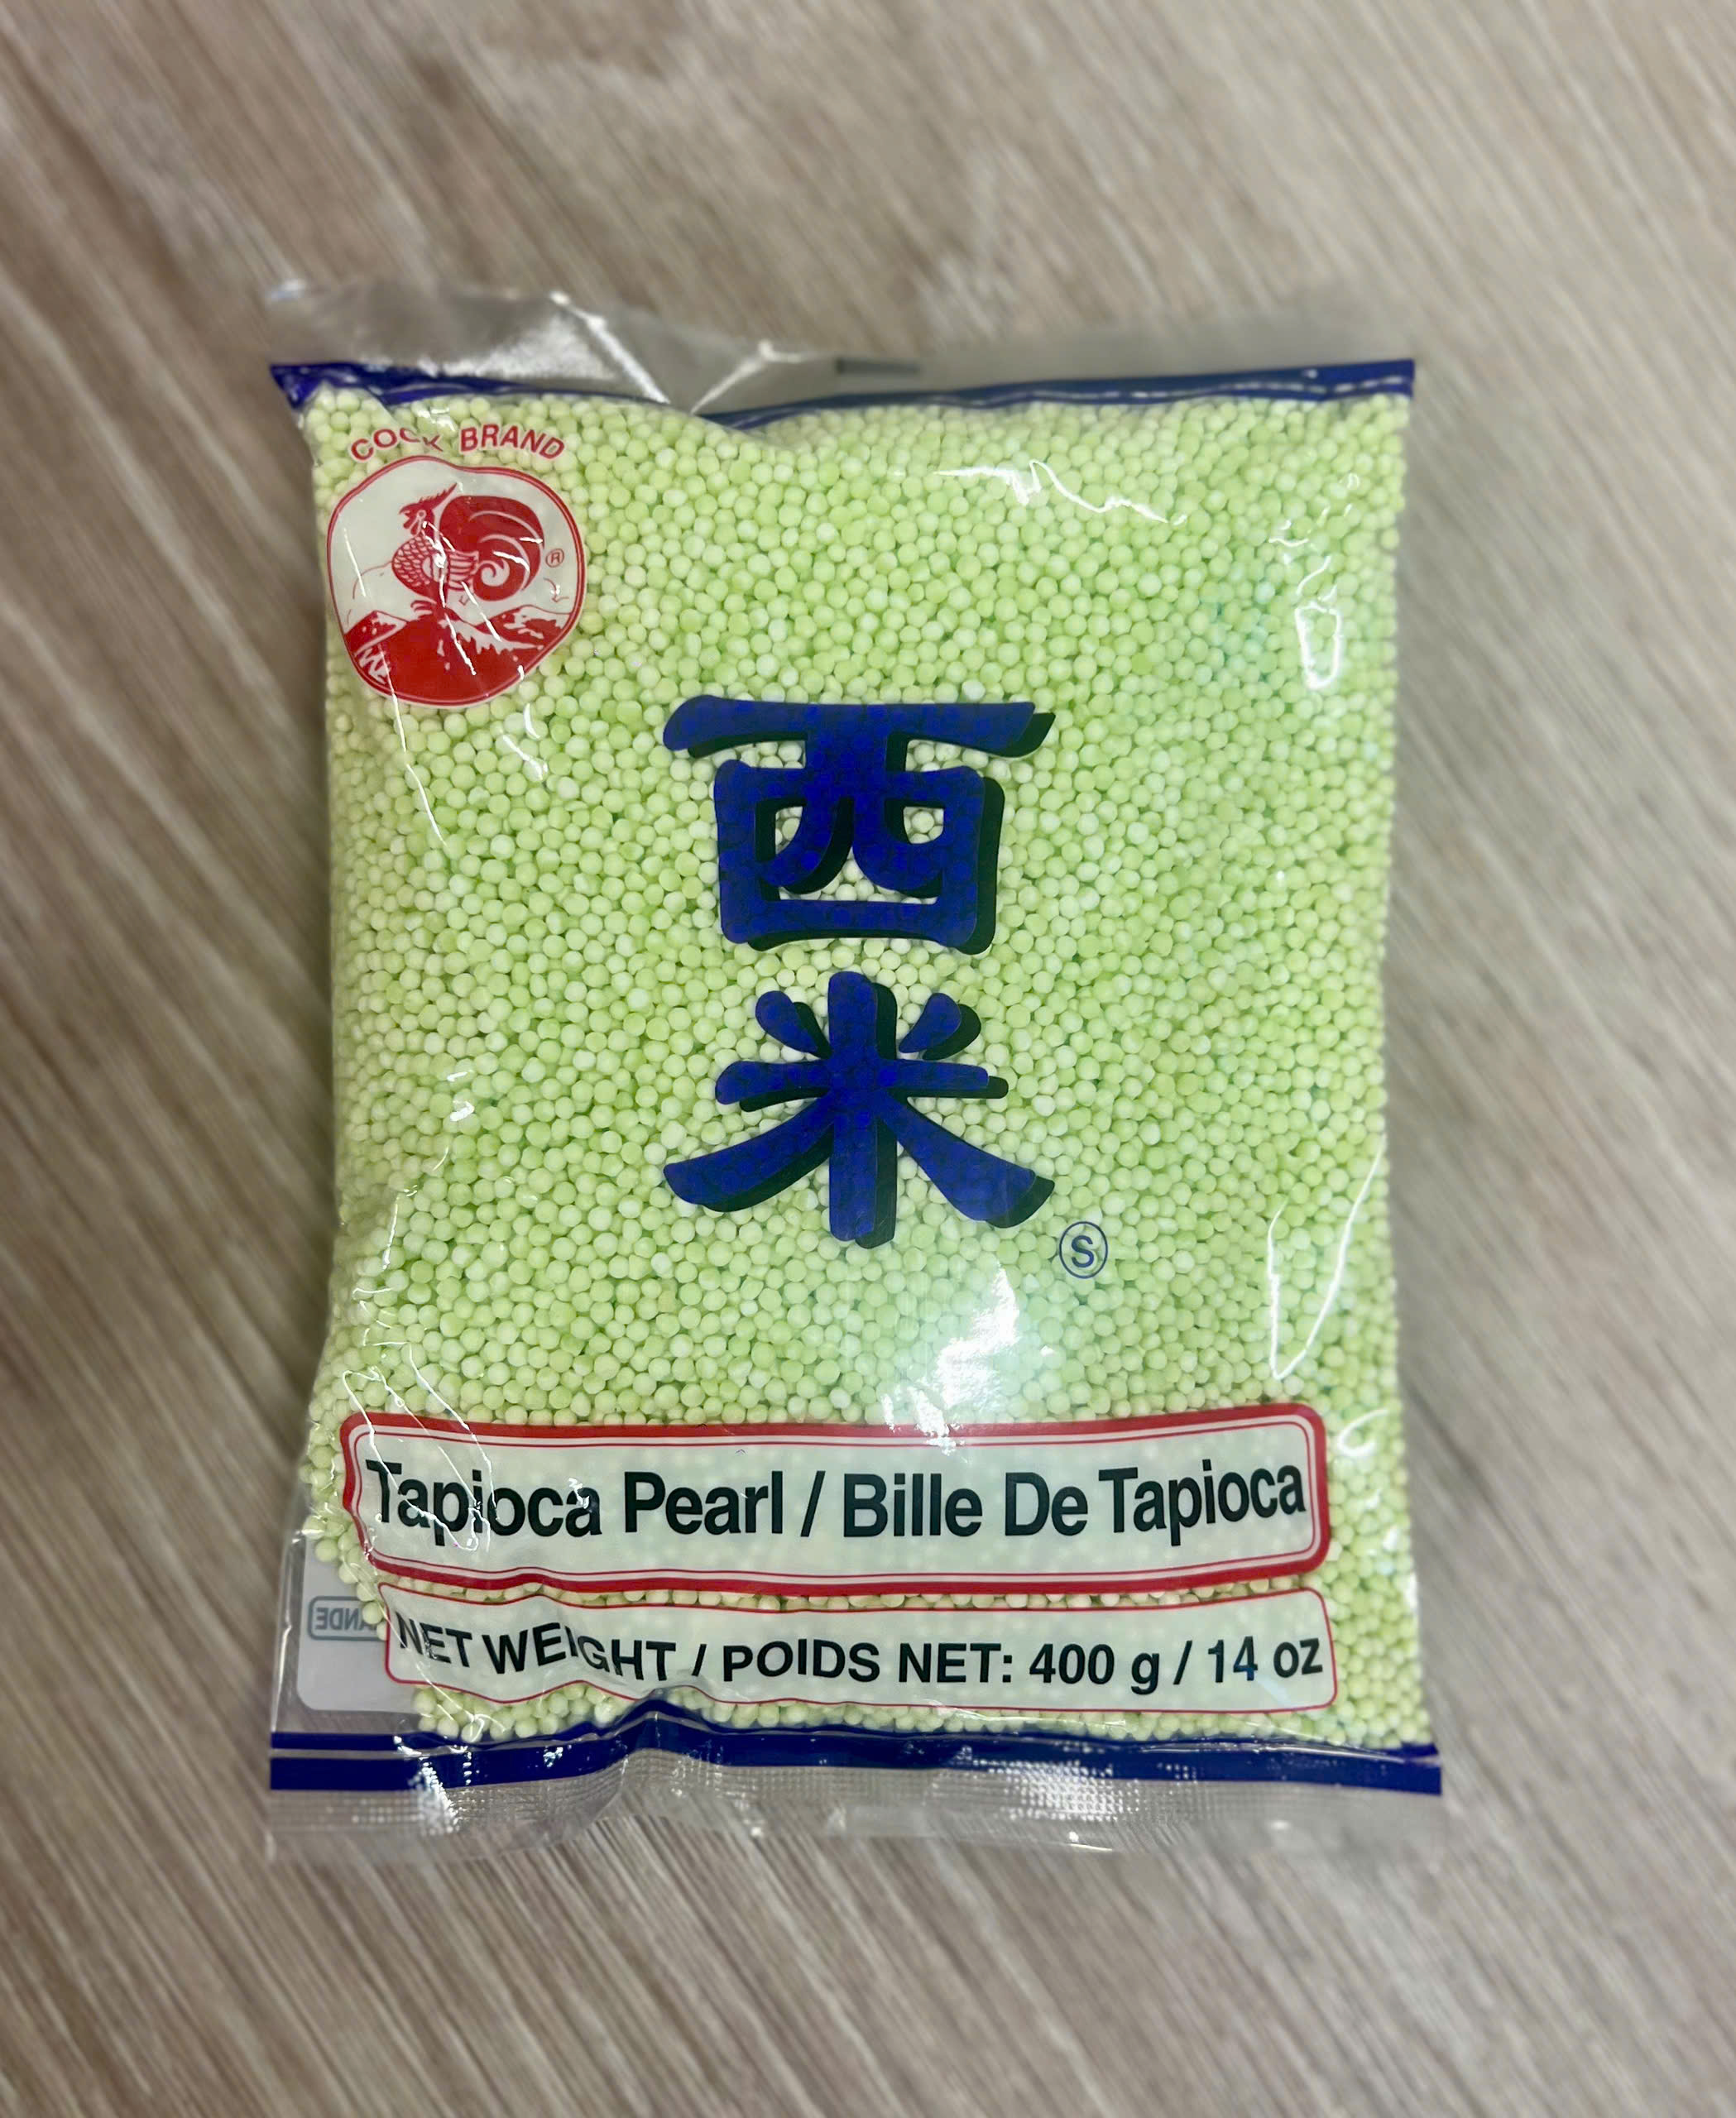 COCK BRAND
®
西
米
S
Tapioca Pearl / Bille De Tapioca
NET WEIGHT / POIDS NET: 400 g / 14 oz